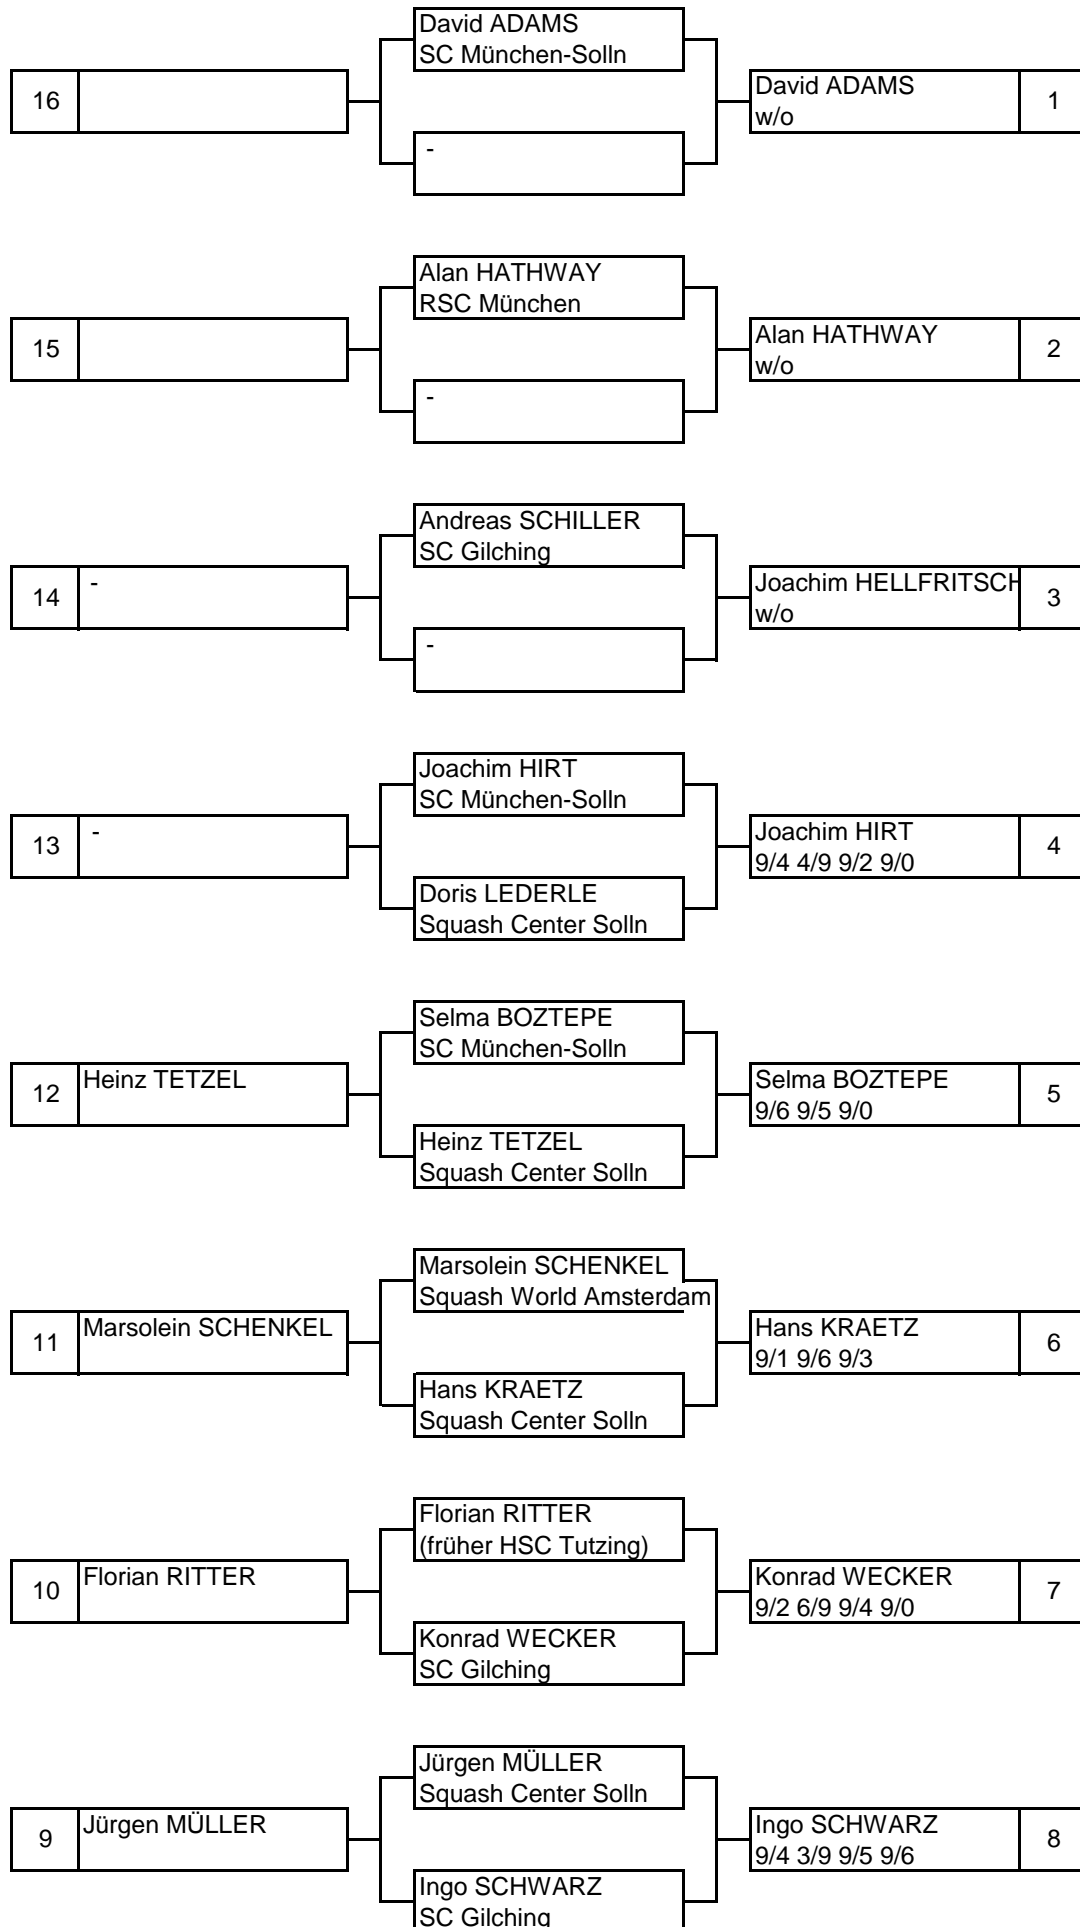 David ADAMS
SC München-Solln
16
David ADAMS
w/o
1
-
Alan HATHWAY
RSC München
15
Alan HATHWAY
w/o
2
-
Andreas SCHILLER
SC Gilching
14
-
Joachim HELLFRITSCH
w/o
3
-
Joachim HIRT
SC München-Solln
13
-
Joachim HIRT
9/4 4/9 9/2 9/0
4
Doris LEDERLE
Squash Center Solln
Selma BOZTEPE
SC München-Solln
12
Heinz TETZEL
Selma BOZTEPE
9/6 9/5 9/0
5
Heinz TETZEL
Squash Center Solln
Marsolein SCHENKEL
Squash World Amsterdam
11
Marsolein SCHENKEL
Hans KRAETZ
9/1 9/6 9/3
6
Hans KRAETZ
Squash Center Solln
Florian RITTER
(früher HSC Tutzing)
10
Florian RITTER
Konrad WECKER
9/2 6/9 9/4 9/0
7
Konrad WECKER
SC Gilching
Jürgen MÜLLER
Squash Center Solln
9
Jürgen MÜLLER
Ingo SCHWARZ
9/4 3/9 9/5 9/6
8
Ingo SCHWARZ
SC Gilching